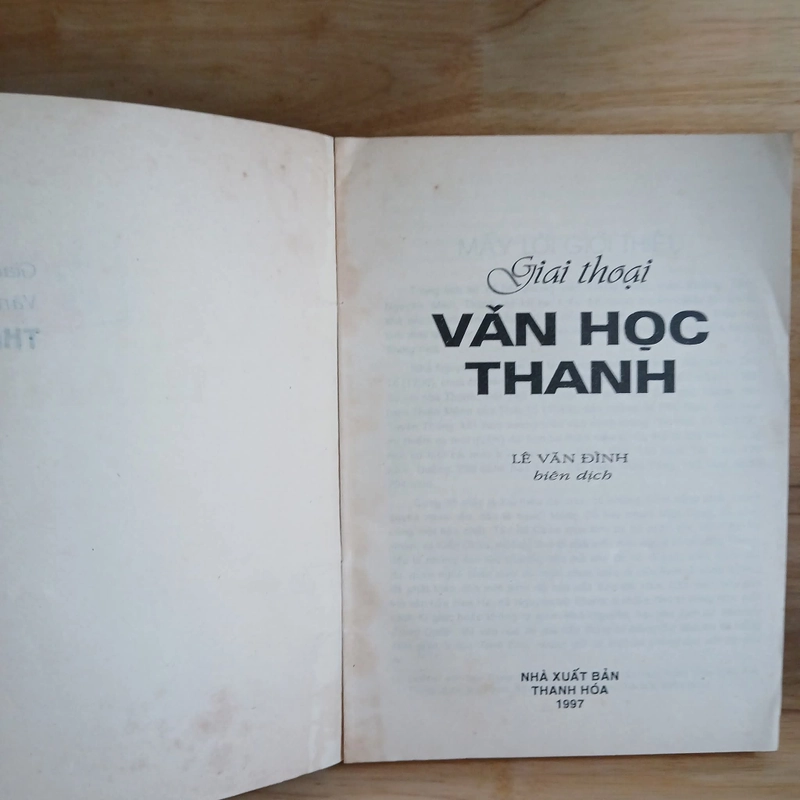 Giai thoại
VĂN HỌC
THANH
LÊ VĂN ĐÌNH
biên dịch
NHÀ XUẤT BẢN
THANH HÓA
1997